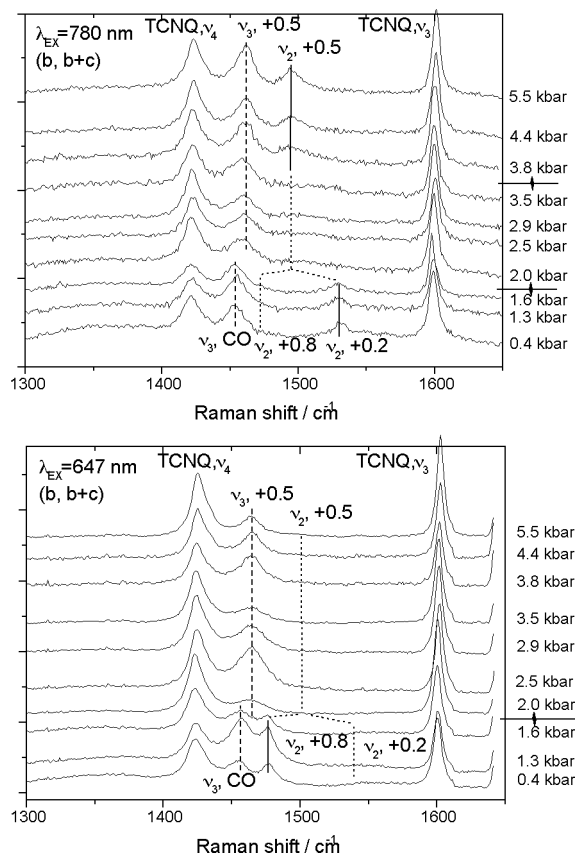 λEX=780 nm
(b, b+c)
TCNQ,ν4
ν3, +0.5
ν2, +0.5
TCNQ,ν3
5.5 kbar
4.4 kbar
3.8 kbar
3.5 kbar
2.9 kbar
2.5 kbar
2.0 kbar
1.6 kbar
1.3 kbar
0.4 kbar
ν3, CO
ν2, +0.8
ν2, +0.2
1300 1400 1500 1600
Raman shift / cm-1
λEX=647 nm
(b, b+c)
TCNQ,ν4
TCNQ,ν3
ν3, +0.5
ν2, +0.5
5.5 kbar
4.4 kbar
3.8 kbar
3.5 kbar
2.9 kbar
2.5 kbar
2.0 kbar
1.6 kbar
1.3 kbar
0.4 kbar
ν2, +0.8
ν2, +0.2
ν3, CO
1300 1400 1500 1600
Raman shift / cm-1